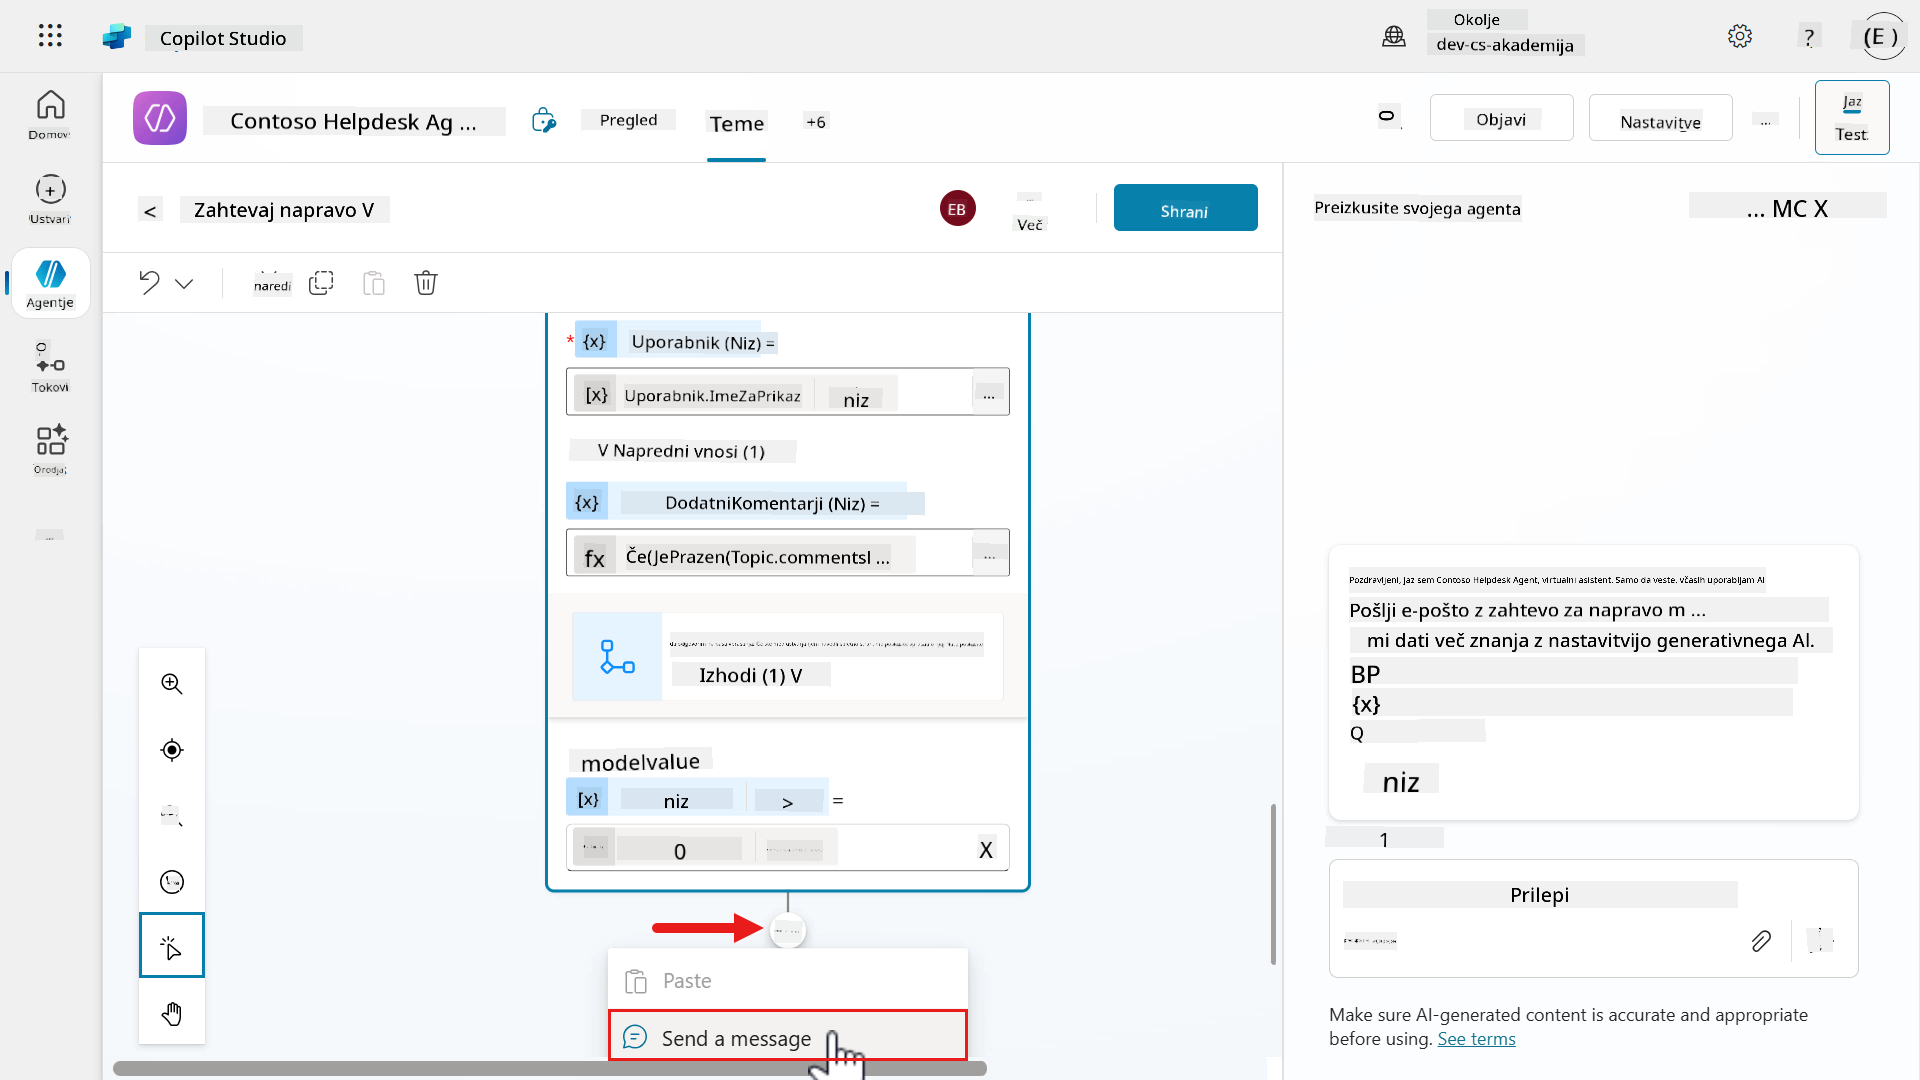 Copilot Studio
Okolje
dev-cs-akademija
?
(E )
Domov
Ustvari
Agentje
Tokovi
Orodja;
...
Contoso Helpdesk Ag ...
Pregled
Teme
+6
Objavi
Nastavitve
...
Jaz
Test
< Zahtevaj napravo V
EB
...
Več
Shrani
naredi
* {x} Uporabnik (Niz) =
[x} Uporabnik.ImeZaPrikaz niz ...
V Napredni vnosi (1)
{x} DodatniKomentarji (Niz) =
fx Če(JePrazen(Topic.commentsl ... ...
Izhodi (1) V
modelvalue
[x} niz > =
0 X
Paste
Send a message
Preizkusite svojega agenta
... MC X
Pozdravljeni, Jaz sem Contoso Helpdesk Agent, virtualni asistent. Samo da veste, včasih uporabljam AI
Pošlji e-pošto z zahtevo za napravo m ...
mi dati več znanja z nastavitvijo generativnega Al.
BP
{x}
Q
niz
1
Prilepi
Make sure AI-generated content is accurate and appropriate
before using. See terms